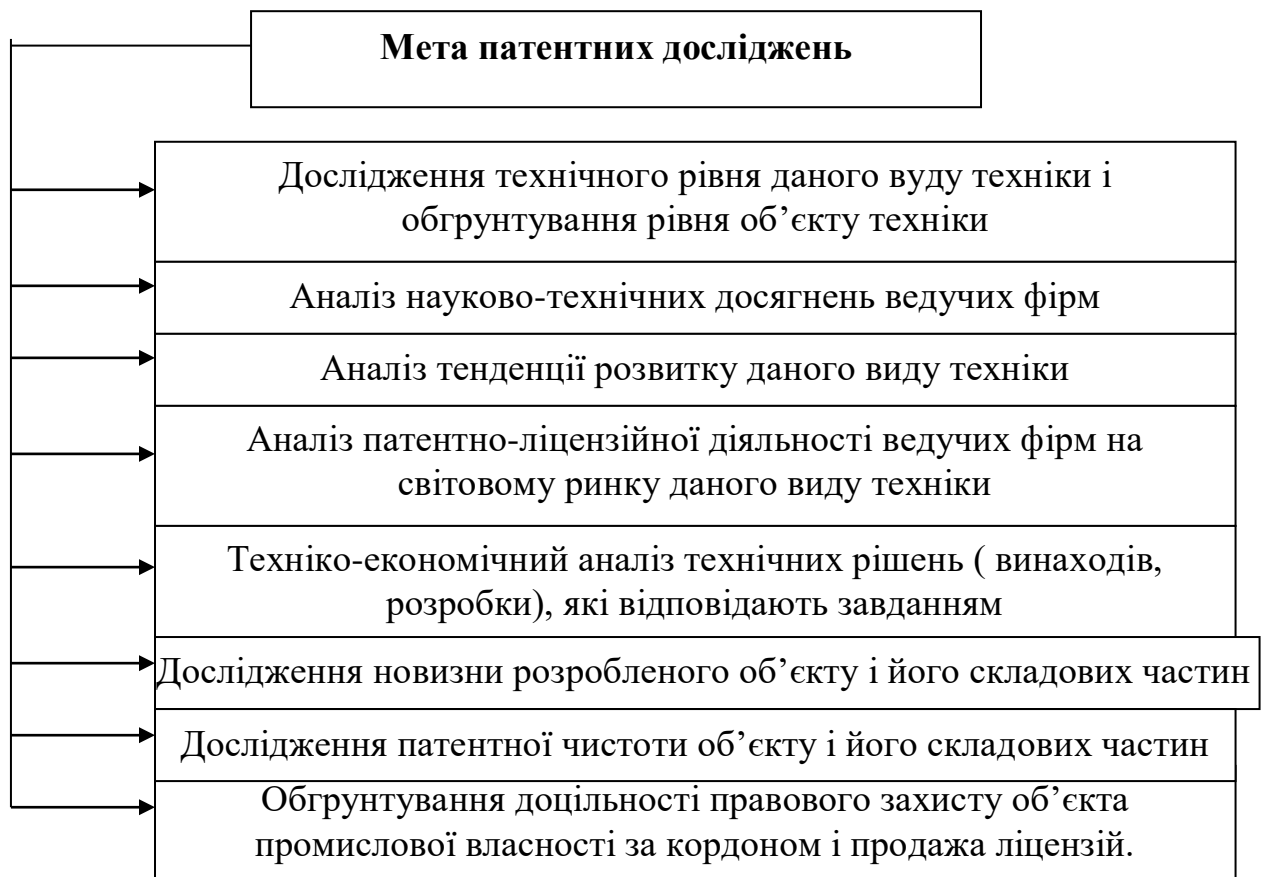 Мета патентних досліджень
Дослідження технічного рівня даного вуду техніки і
обгрунтування рівня об’єкту техніки
Аналіз науково-технічних досягнень ведучих фірм
Аналіз тенденції розвитку даного виду техніки
Аналіз патентно-ліцензійної діяльності ведучих фірм на
світовому ринку даного виду техніки
Техніко-економічний аналіз технічних рішень ( винаходів,
розробки), які відповідають завданням
Дослідження новизни розробленого об’єкту і його складових частин
Дослідження патентної чистоти об’єкту і його складових частин
Обгрунтування доцільності правового захисту об’єкта
промислової власності за кордоном і продажа ліцензій.